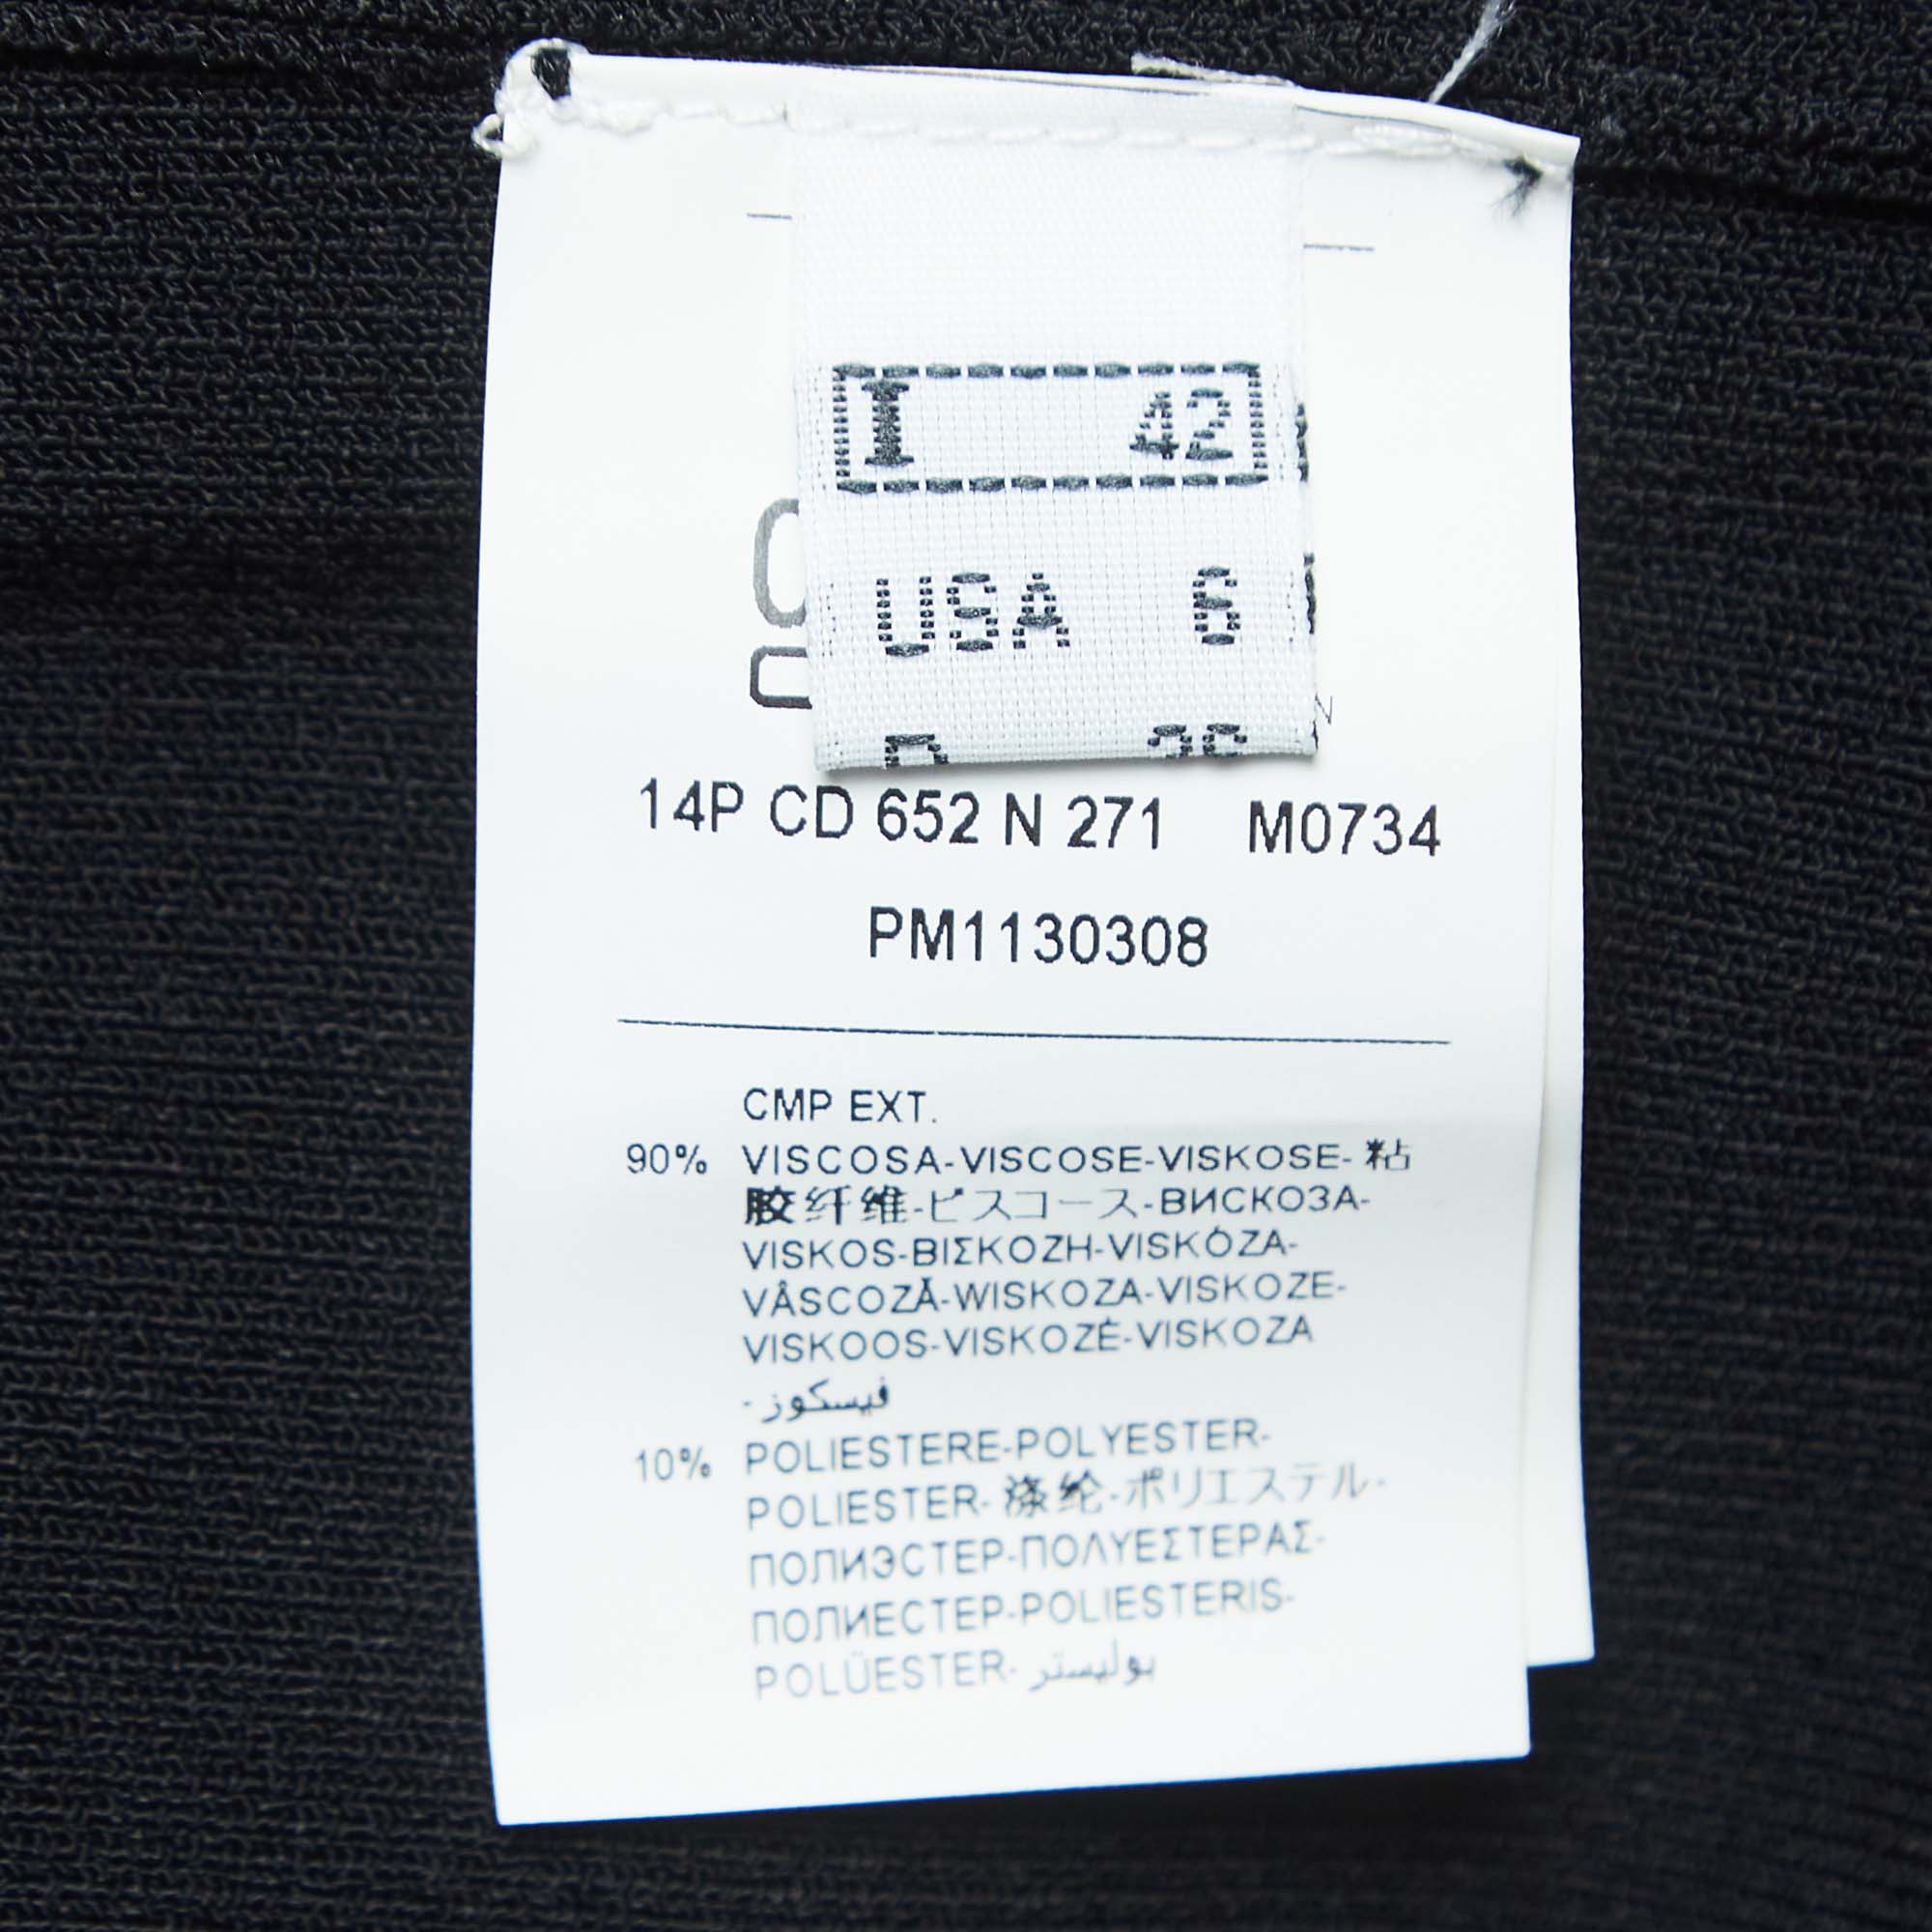 I 42
USA 6
14P CD 652 N 271 M0734
PM1130308
CMP EXT.
90% VISCOSA-VISCOSE-VISKOSE- 粘
胶纤维-ビスコース-ВИСКОЗА-
VISKOS-ΒΙΣΚΟΖΗ-VISKÓZA-
VÂSCOZĂ-WISKOZA-VISKOZE-
VISKOOS-VISKOZĖ-VISKOZA
فيسكوز-
10% POLIESTERE-POLYESTER-
POLIESTER- 涤纶-ポリエステル-
ПОЛИЭСТЕР-ΠΟΛΥΕΣΤΕΡΑΣ-
ПОЛИЕСТЕР-POLIESTERIS-
POLÜESTER- بوليستر